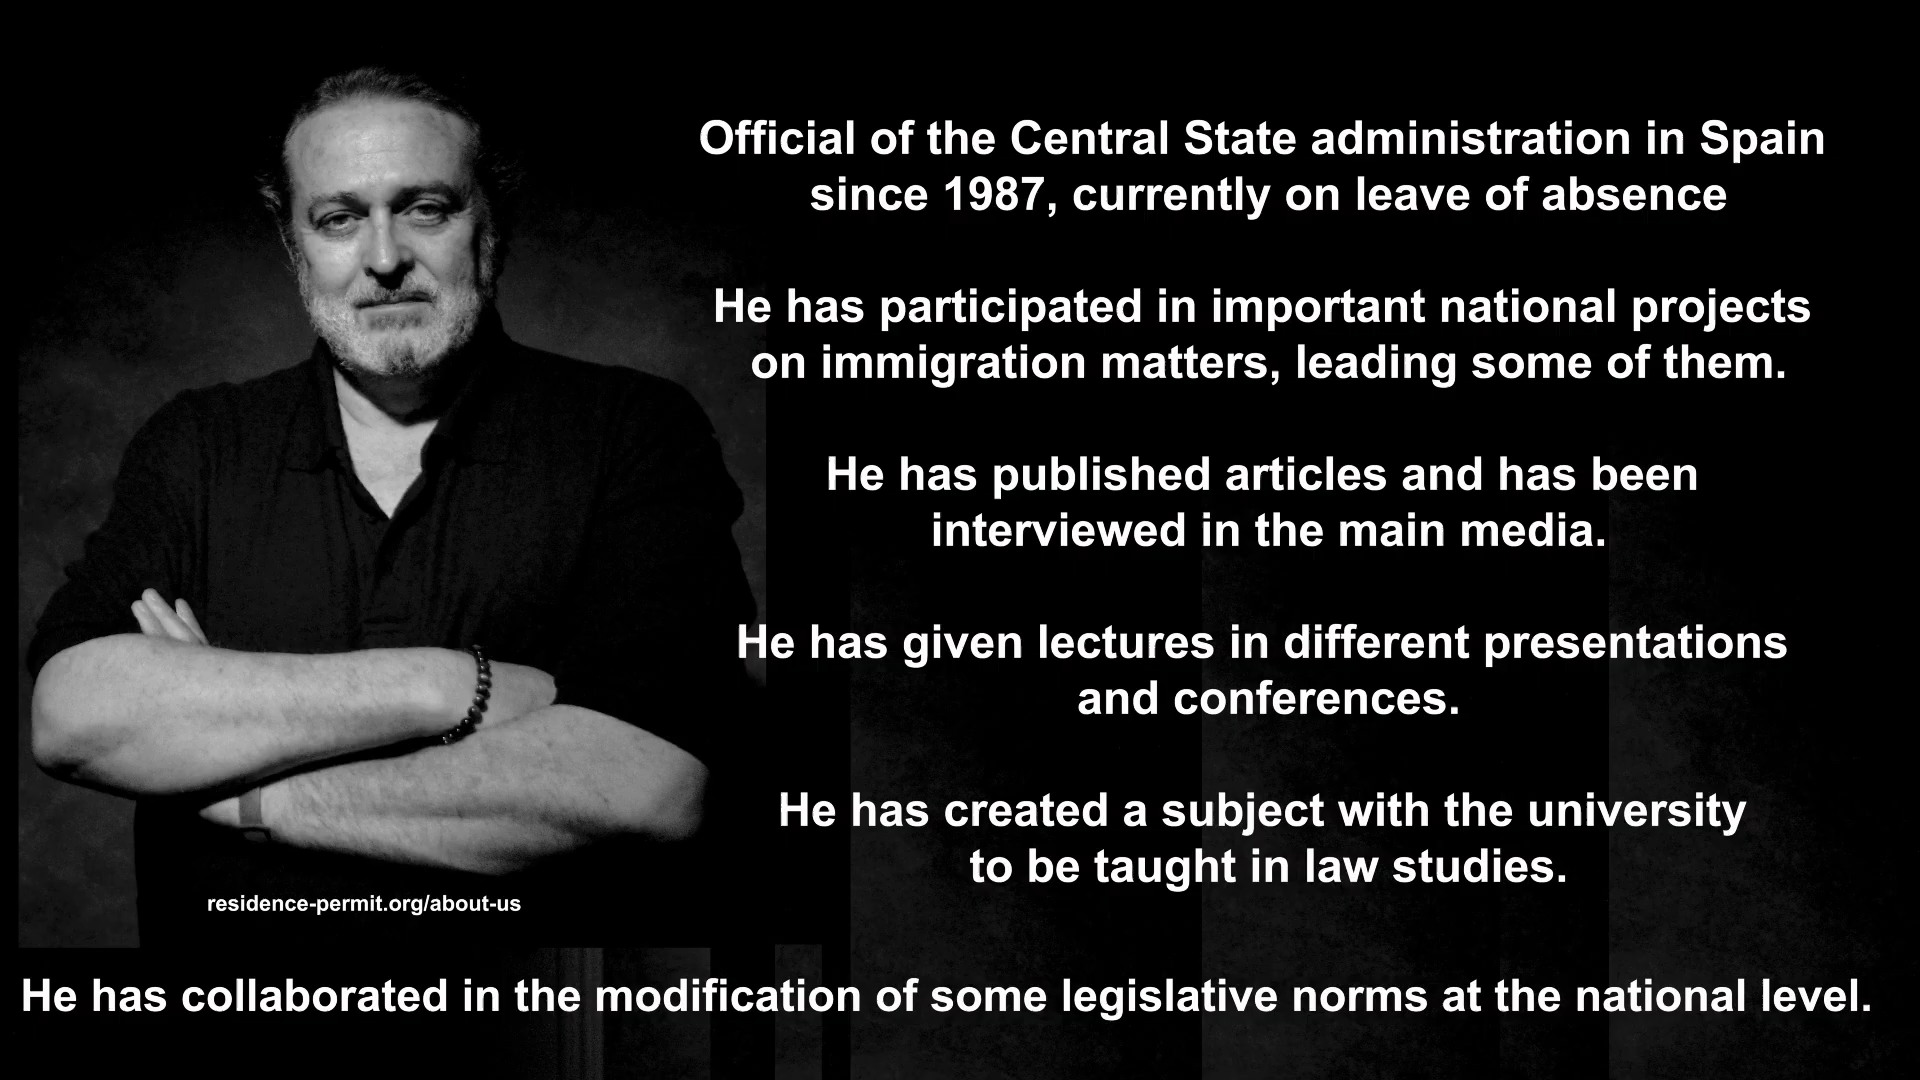 Official of the Central State administration in Spain
since 1987, currently on leave of absence
He has participated in important national projects
on immigration matters, leading some of them.
He has published articles and has been
interviewed in the main media.
He has given lectures in different presentations
and conferences.
He has created a subject with the university
to be taught in law studies.
residence-permit.org/about-us
He has collaborated in the modification of some legislative norms at the national level.